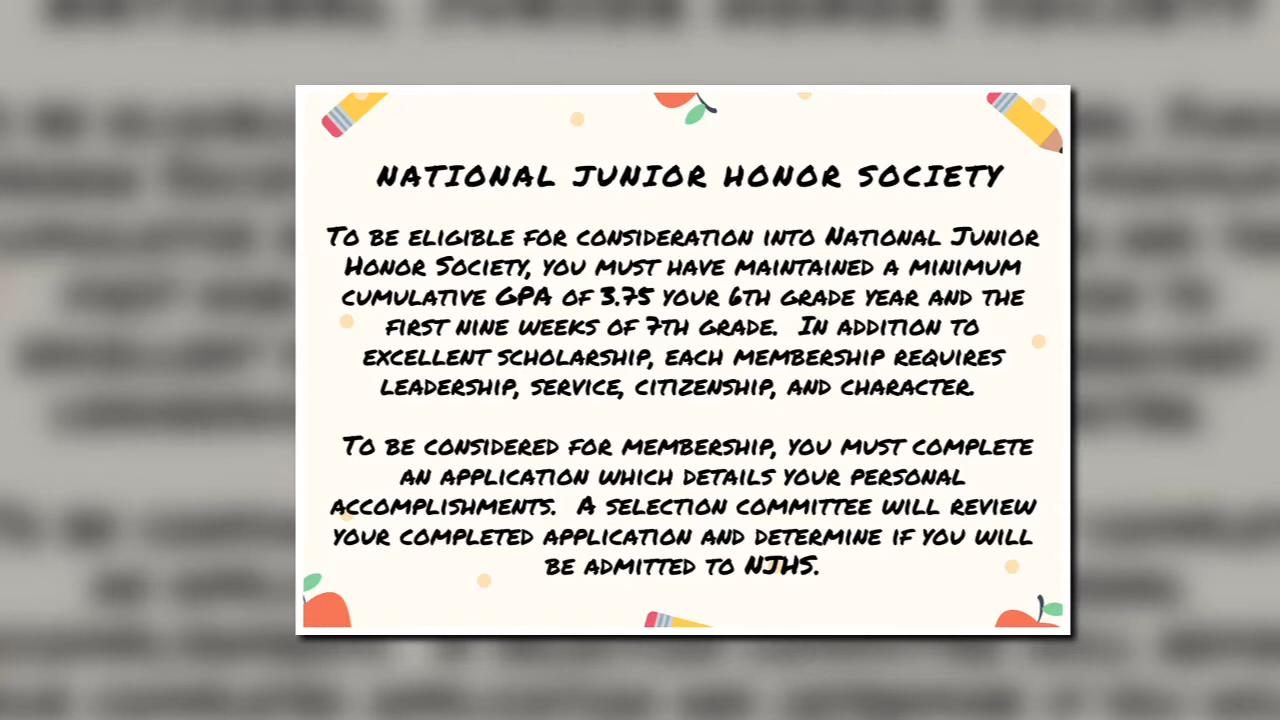 NATIONAL JUNIOR HONOR SOCIETY
TO BE ELIGIBLE FOR CONSIDERATION INTO NATIONAL JUNIOR
HONOR SOCIETY, YOU MUST HAVE MAINTAINED A MINIMUM
CUMULATIVE GPA OF 3.75 YOUR 6TH GRADE YEAR AND THE
FIRST NINE WEEKS OF 7TH GRADE. IN ADDITION TO
EXCELLENT SCHOLARSHIP, EACH MEMBERSHIP REQUIRES
LEADERSHIP, SERVICE, CITIZENSHIP, AND CHARACTER.
TO BE CONSIDERED FOR MEMBERSHIP, YOU MUST COMPLETE
AN APPLICATION WHICH DETAILS YOUR PERSONAL
ACCOMPLISHMENTS. A SELECTION COMMITTEE WILL REVIEW
YOUR COMPLETED APPLICATION AND DETERMINE IF YOU WILL
BE ADMITTED TO NJHS.